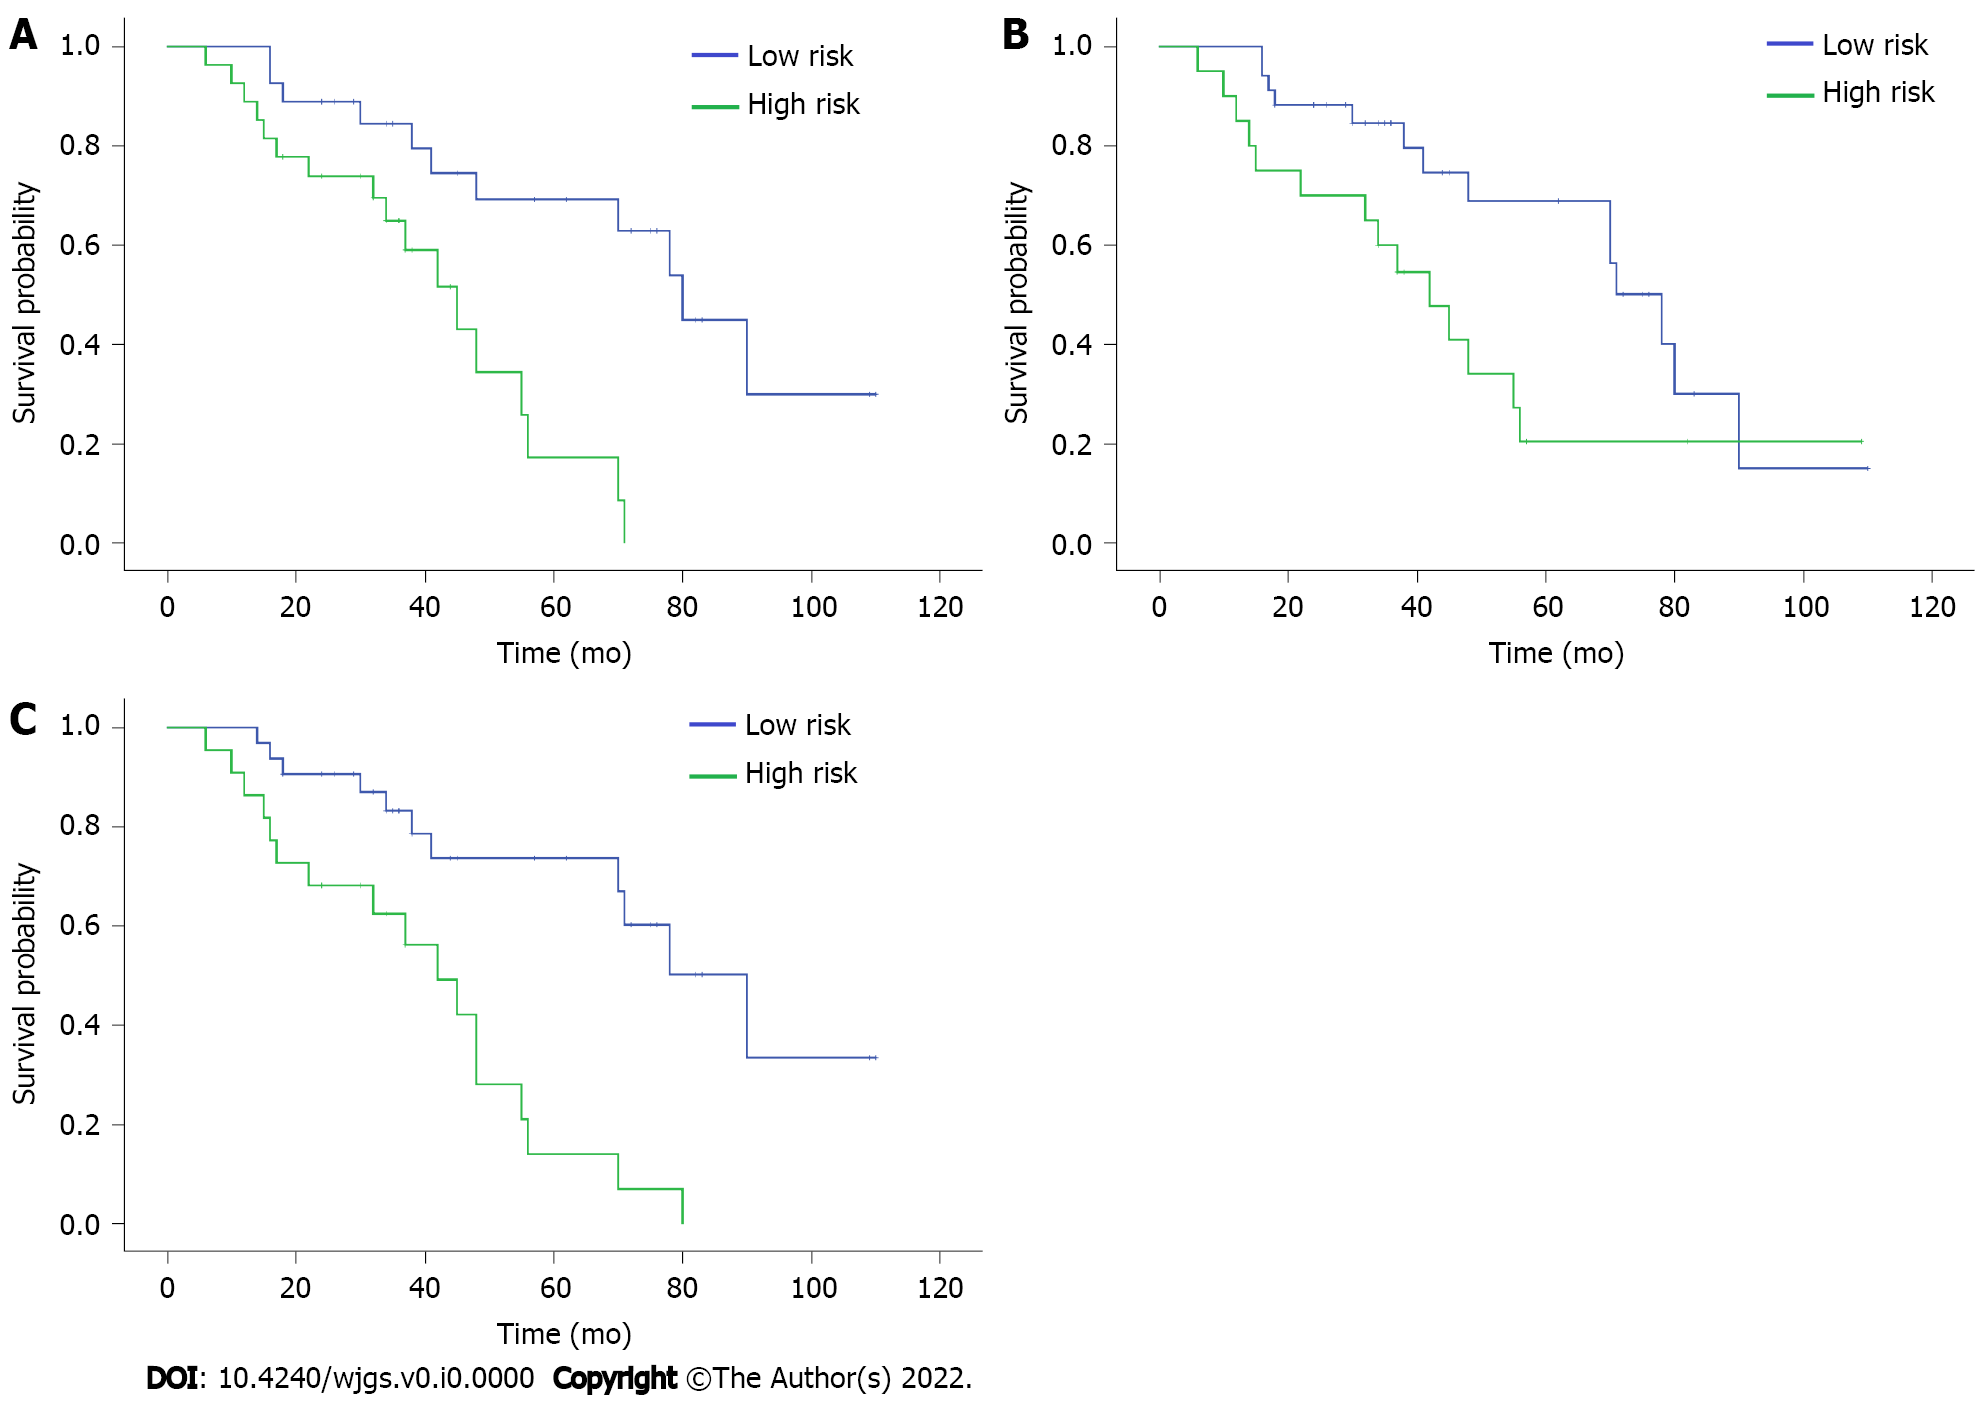 A
Low risk
High risk
1.0
0.8
0.6
0.4
0.2
0.0
Survival probability
0 20 40 60 80 100 120
Time (mo)
B
Low risk
High risk
1.0
0.8
0.6
0.4
0.2
0.0
Survival probability
0 20 40 60 80 100 120
Time (mo)
C
Low risk
High risk
1.0
0.8
0.6
0.4
0.2
0.0
Survival probability
0 20 40 60 80 100 120
Time (mo)
DOI: 10.4240/wjgs.v0.i0.0000 Copyright ©The Author(s) 2022.